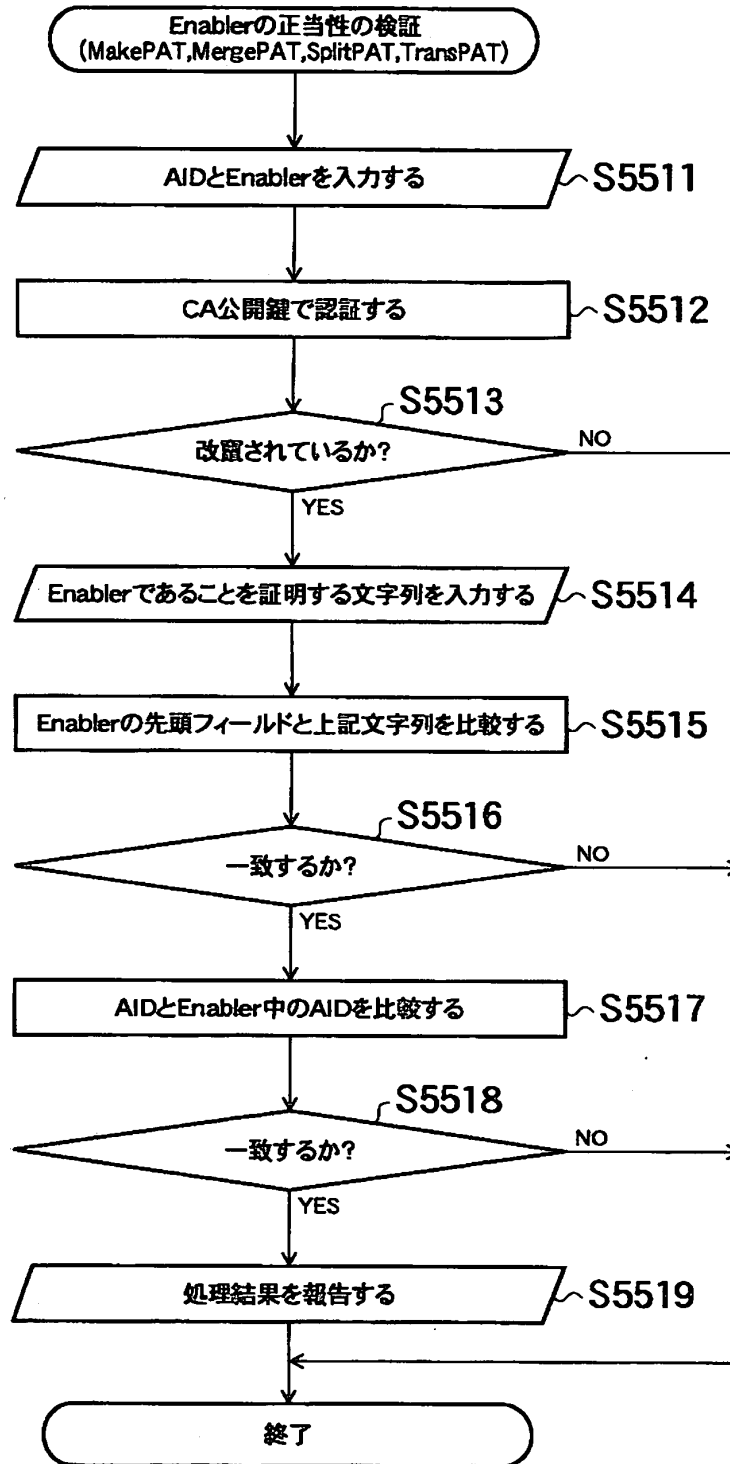 Enablerの正当性の検証
(MakePAT,MergePAT,SplitPAT,TransPAT)
AIDとEnablerを入力する
S5511
CA公開鍵で認証する
S5512
S5513
改竄されているか?
NO
YES
Enablerであることを証明する文字列を入力する
S5514
Enablerの先頭フィールドと上記文字列を比較する
S5515
S5516
一致するか?
NO
YES
AIDとEnabler中のAIDを比較する
S5517
S5518
一致するか?
NO
YES
処理結果を報告する
S5519
終了